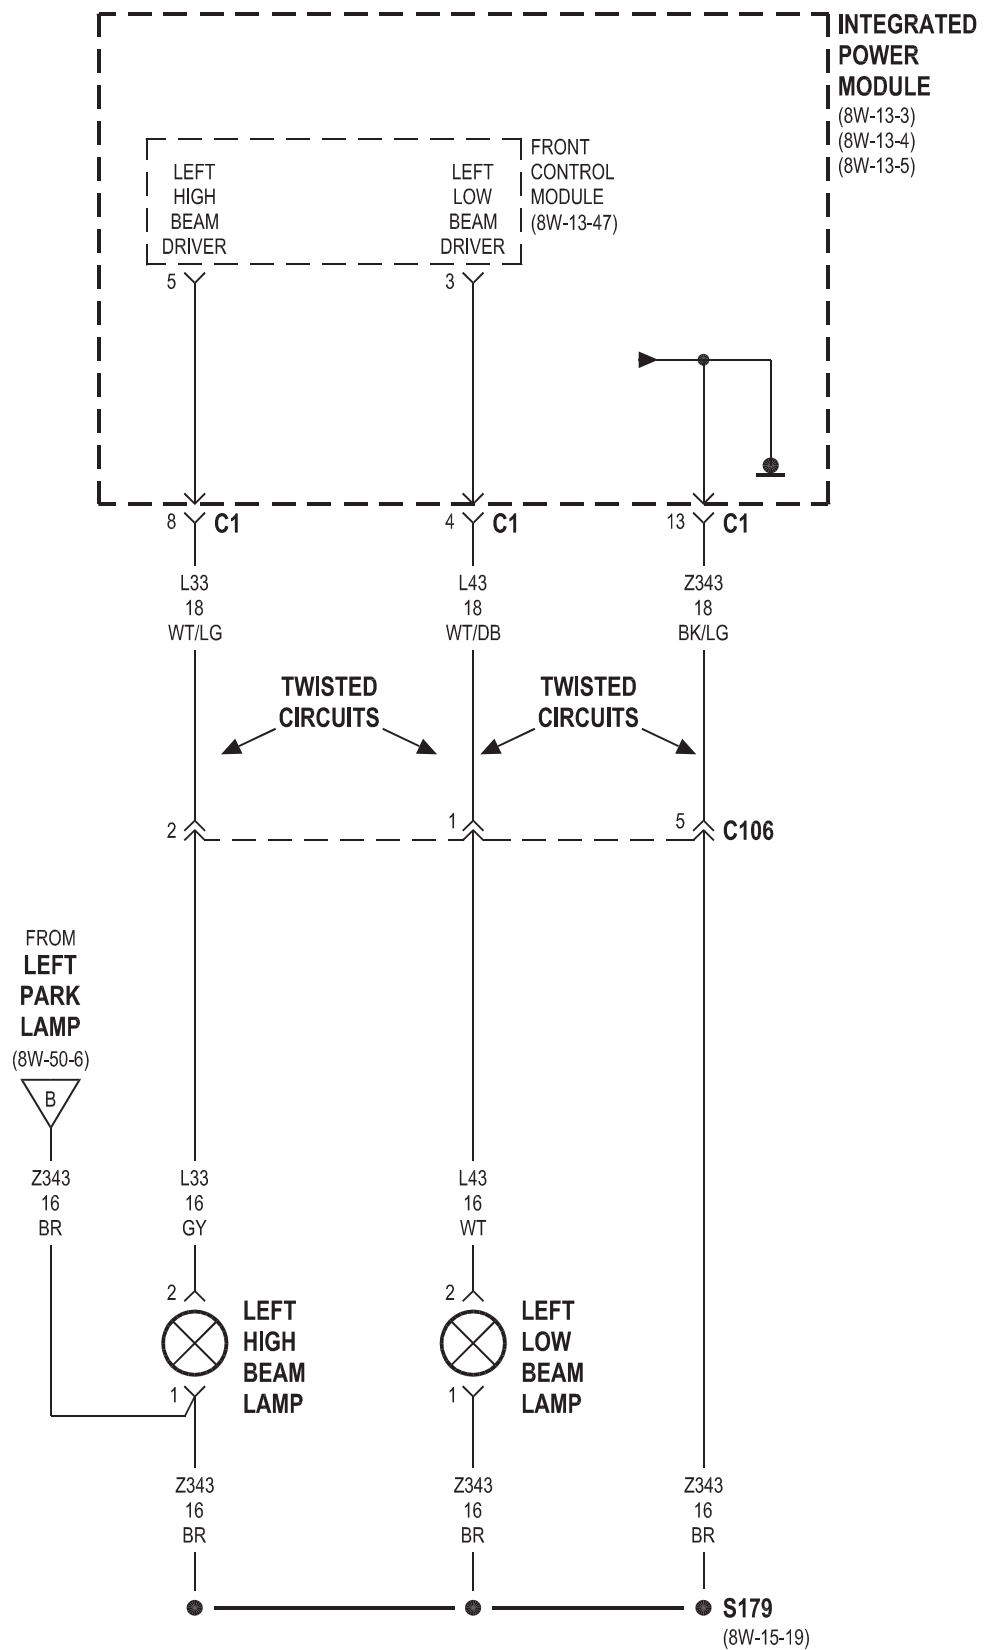 INTEGRATED
POWER
MODULE
(8W-13-3)
(8W-13-4)
(8W-13-5)
FRONT
CONTROL
MODULE
(8W-13-47)
LEFT
HIGH
BEAM
DRIVER
LEFT
LOW
BEAM
DRIVER
5
3
8
C1
4
C1
13
C1
L33
18
WT/LG
L43
18
WT/DB
Z343
18
BK/LG
TWISTED
CIRCUITS
TWISTED
CIRCUITS
2
1
5
C106
FROM
LEFT
PARK
LAMP
(8W-50-6)
B
Z343
16
BR
L33
16
GY
L43
16
WT
2
LEFT
HIGH
BEAM
LAMP
1
2
LEFT
LOW
BEAM
LAMP
1
Z343
16
BR
Z343
16
BR
Z343
16
BR
S179
(8W-15-19)